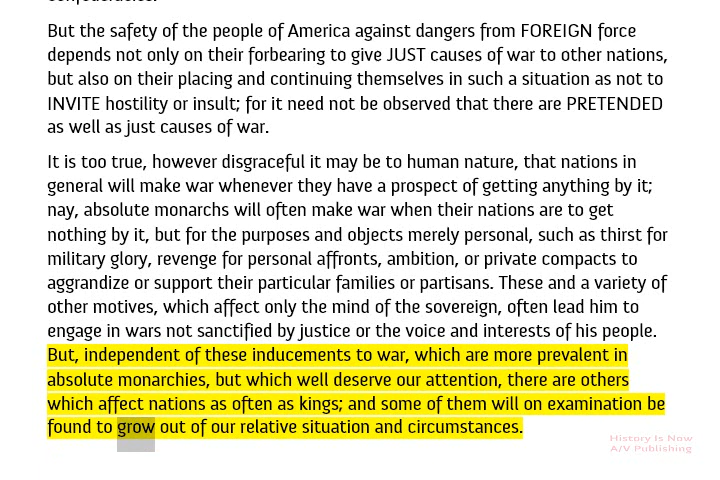 But the safety of the people of America against dangers from FOREIGN force
depends not only on their forbearing to give JUST causes of war to other nations,
but also on their placing and continuing themselves in such a situation as not to
INVITE hostility or insult; for it need not be observed that there are PRETENDED
as well as just causes of war.
It is too true, however disgraceful it may be to human nature, that nations in
general will make war whenever they have a prospect of getting anything by it;
nay, absolute monarchs will often make war when their nations are to get
nothing by it, but for the purposes and objects merely personal, such as thirst for
military glory, revenge for personal affronts, ambition, or private compacts to
aggrandize or support their particular families or partisans. These and a variety of
other motives, which affect only the mind of the sovereign, often lead him to
engage in wars not sanctified by justice or the voice and interests of his people.
But, independent of these inducements to war, which are more prevalent in
absolute monarchies, but which well deserve our attention, there are others
which affect nations as often as kings; and some of them will on examination be
found to grow out of our relative situation and circumstances.
History Is Now
A/V Publishing